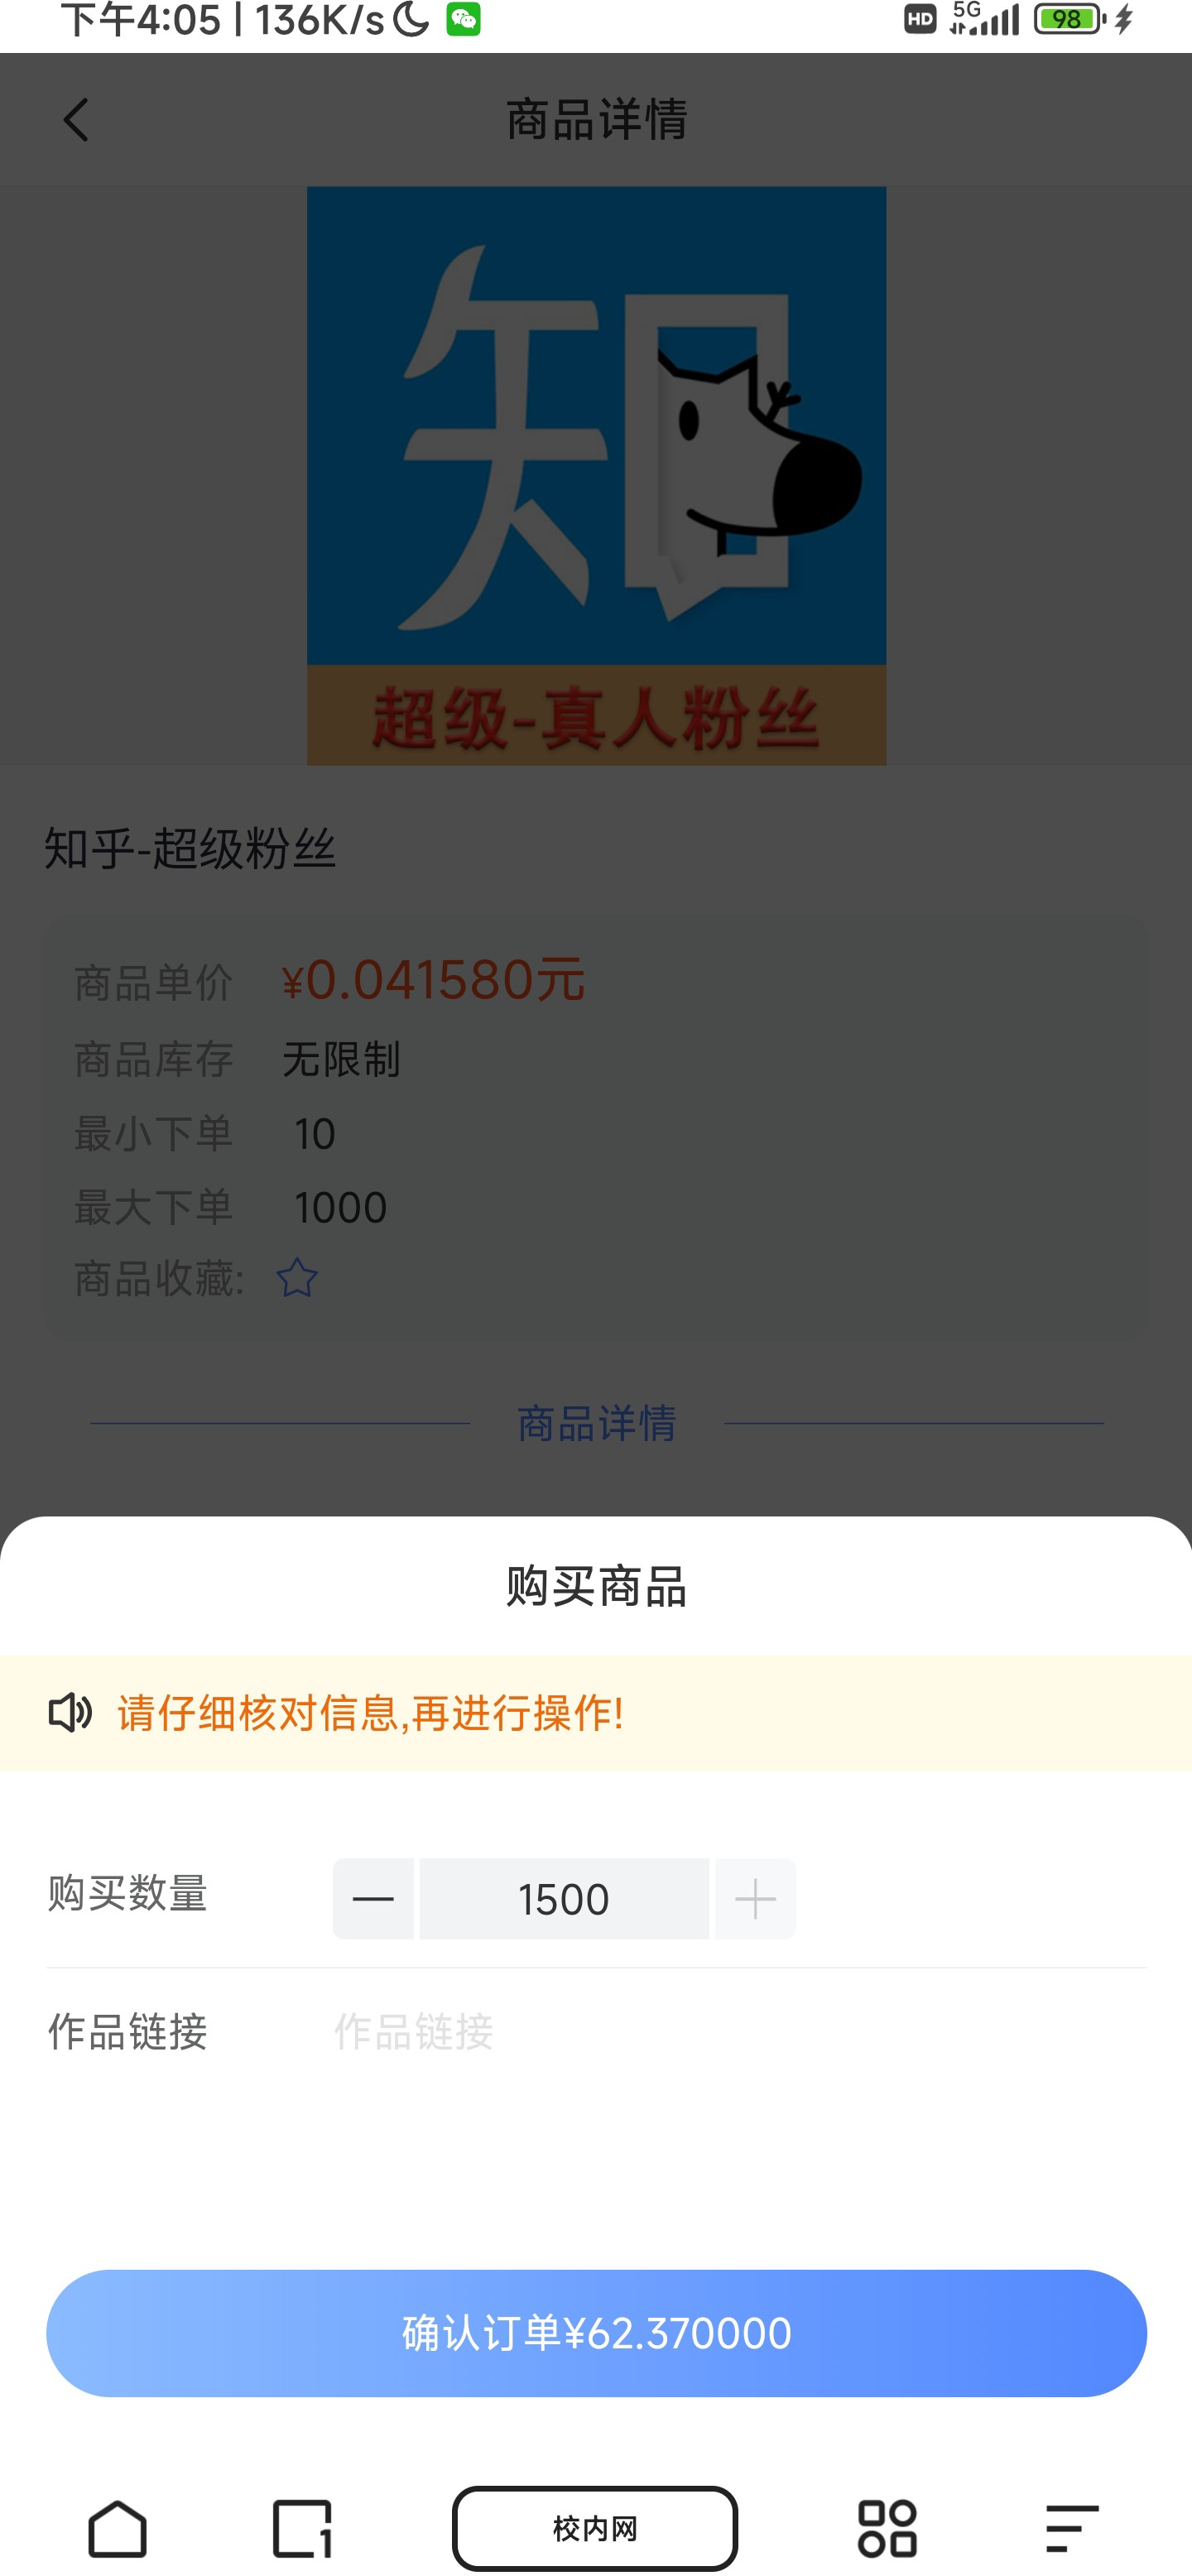 下午4:05 | 136K/s
HD 5G 98
商品详情
知
超级-真人粉丝
知乎-超级粉丝
商品单价 ¥0.041580元
商品库存 无限制
最小下单 10
最大下单 1000
商品收藏:
商品详情
购买商品
请仔细核对信息,再进行操作!
购买数量 1500
作品链接 作品链接
确认订单¥62.370000
1 校内网